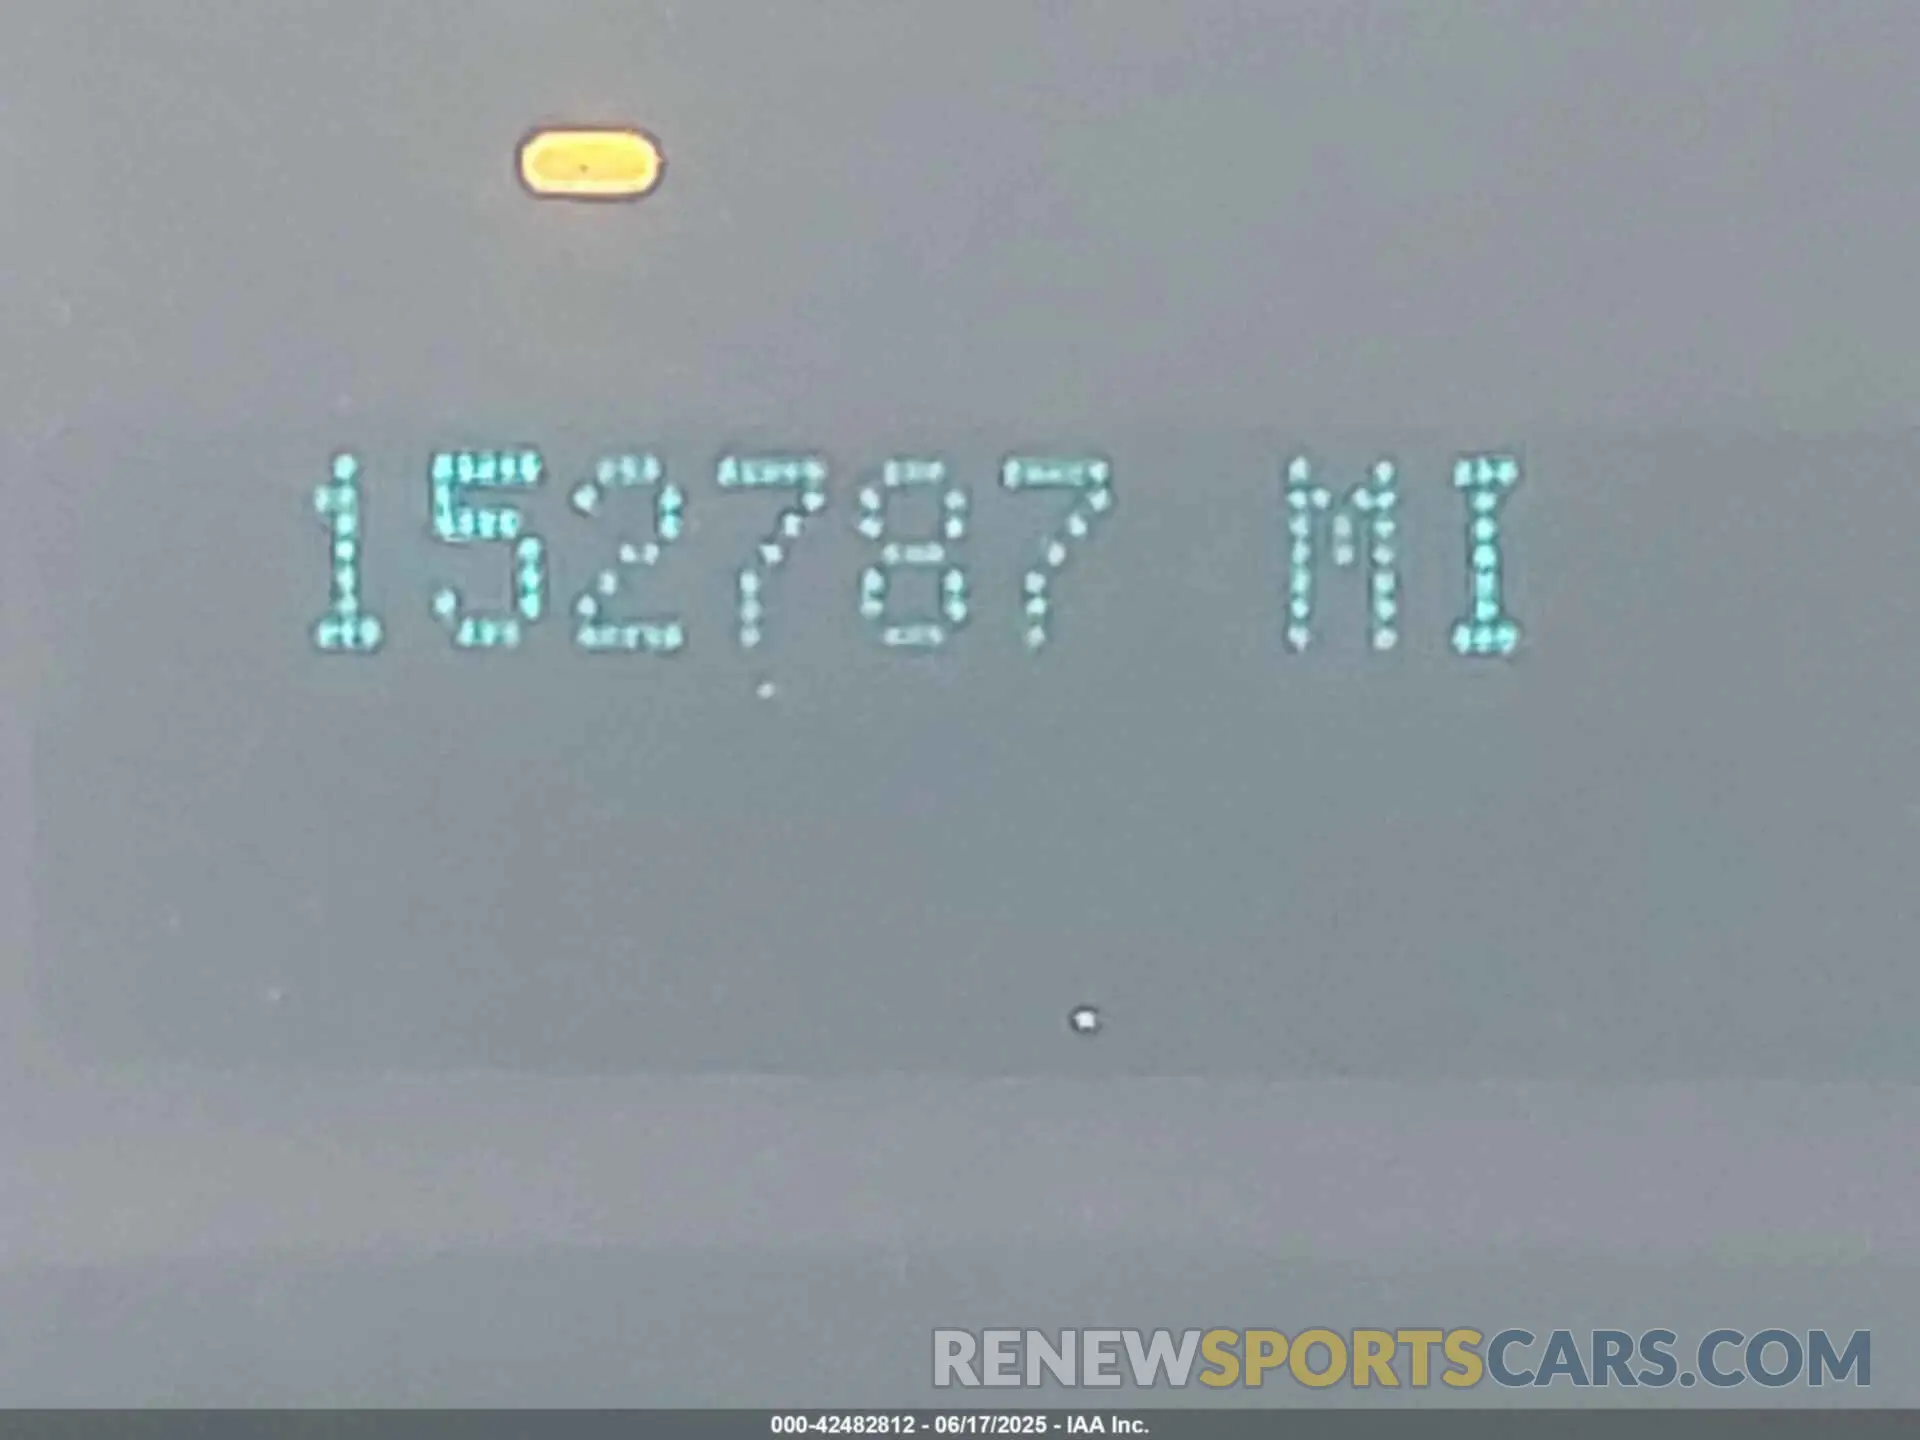 152787 MI
RENEWSPORTSCARS.COM
000-42482812 - 06/17/2025 - IAA Inc.